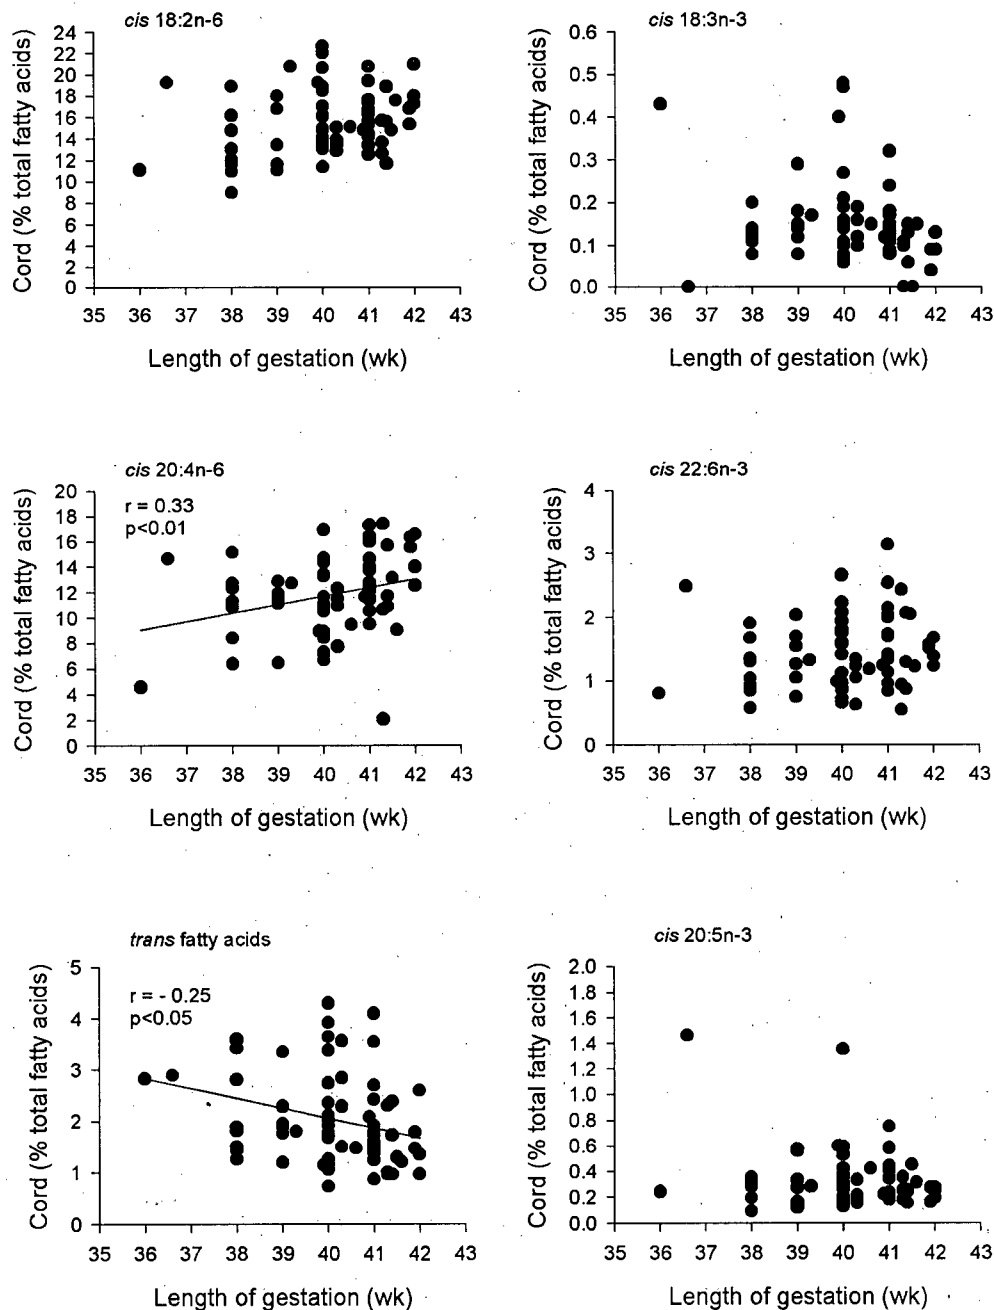 cis 18:2n-6
Cord (% total fatty acids)
24
22
20
18
16
14
12
10
8
6
4
2
0
35 36 37 38 39 40 41 42 43
Length of gestation (wk)
cis 18:3n-3
Cord (% total fatty acids)
0.6
0.5
0.4
0.3
0.2
0.1
0.0
35 36 37 38 39 40 41 42 43
Length of gestation (wk)
cis 20:4n-6
r = 0.33
p<0.01
Cord (% total fatty acids)
20
18
16
14
12
10
8
6
4
2
0
35 36 37 38 39 40 41 42 43
Length of gestation (wk)
cis 22:6n-3
Cord (% total fatty acids)
4
3
2
1
0
35 36 37 38 39 40 41 42 43
Length of gestation (wk)
trans fatty acids
r = - 0.25
p<0.05
Cord (% total fatty acids)
5
4
3
2
1
0
35 36 37 38 39 40 41 42 43
Length of gestation (wk)
cis 20:5n-3
Cord (% total fatty acids)
2.0
1.8
1.6
1.4
1.2
1.0
0.8
0.6
0.4
0.2
0.0
35 36 37 38 39 40 41 42 43
Length of gestation (wk)